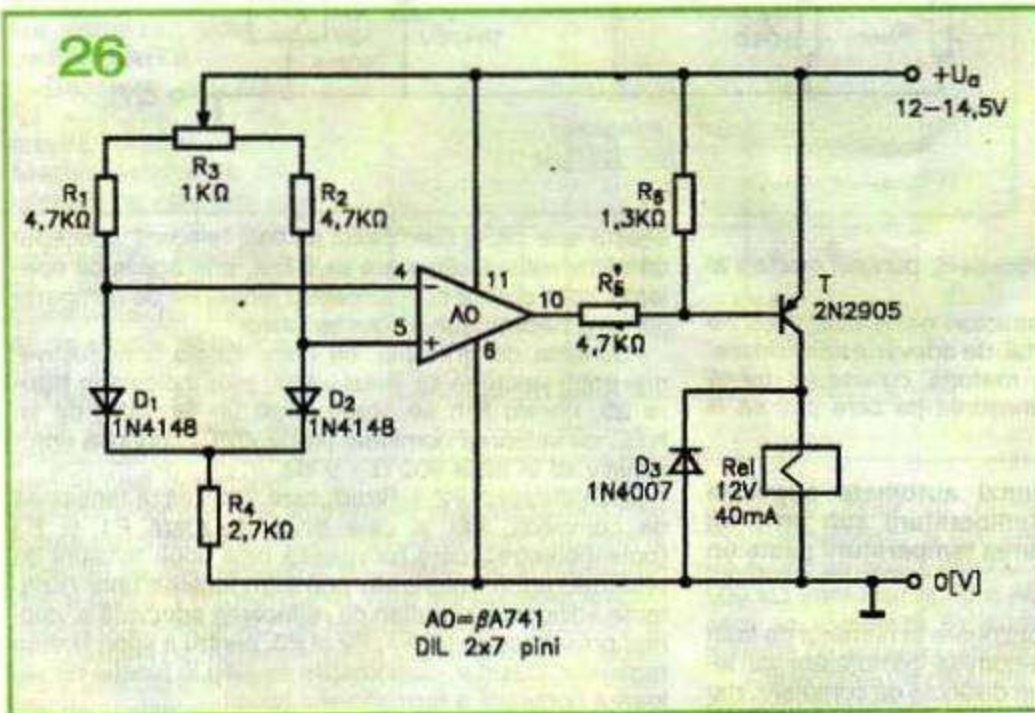 26
+Ua
12-14,5V
R3
1KΩ
R1
4,7KΩ
R2
4,7KΩ
R6
1,3KΩ
4
−
11
AO
5
+
6
10
R5
4,7KΩ
T
2N2905
D1
1N4148
D2
1N4148
D3
1N4007
Rel
12V
40mA
R4
2,7KΩ
0[V]
AO=βA741
DIL 2x7 pini